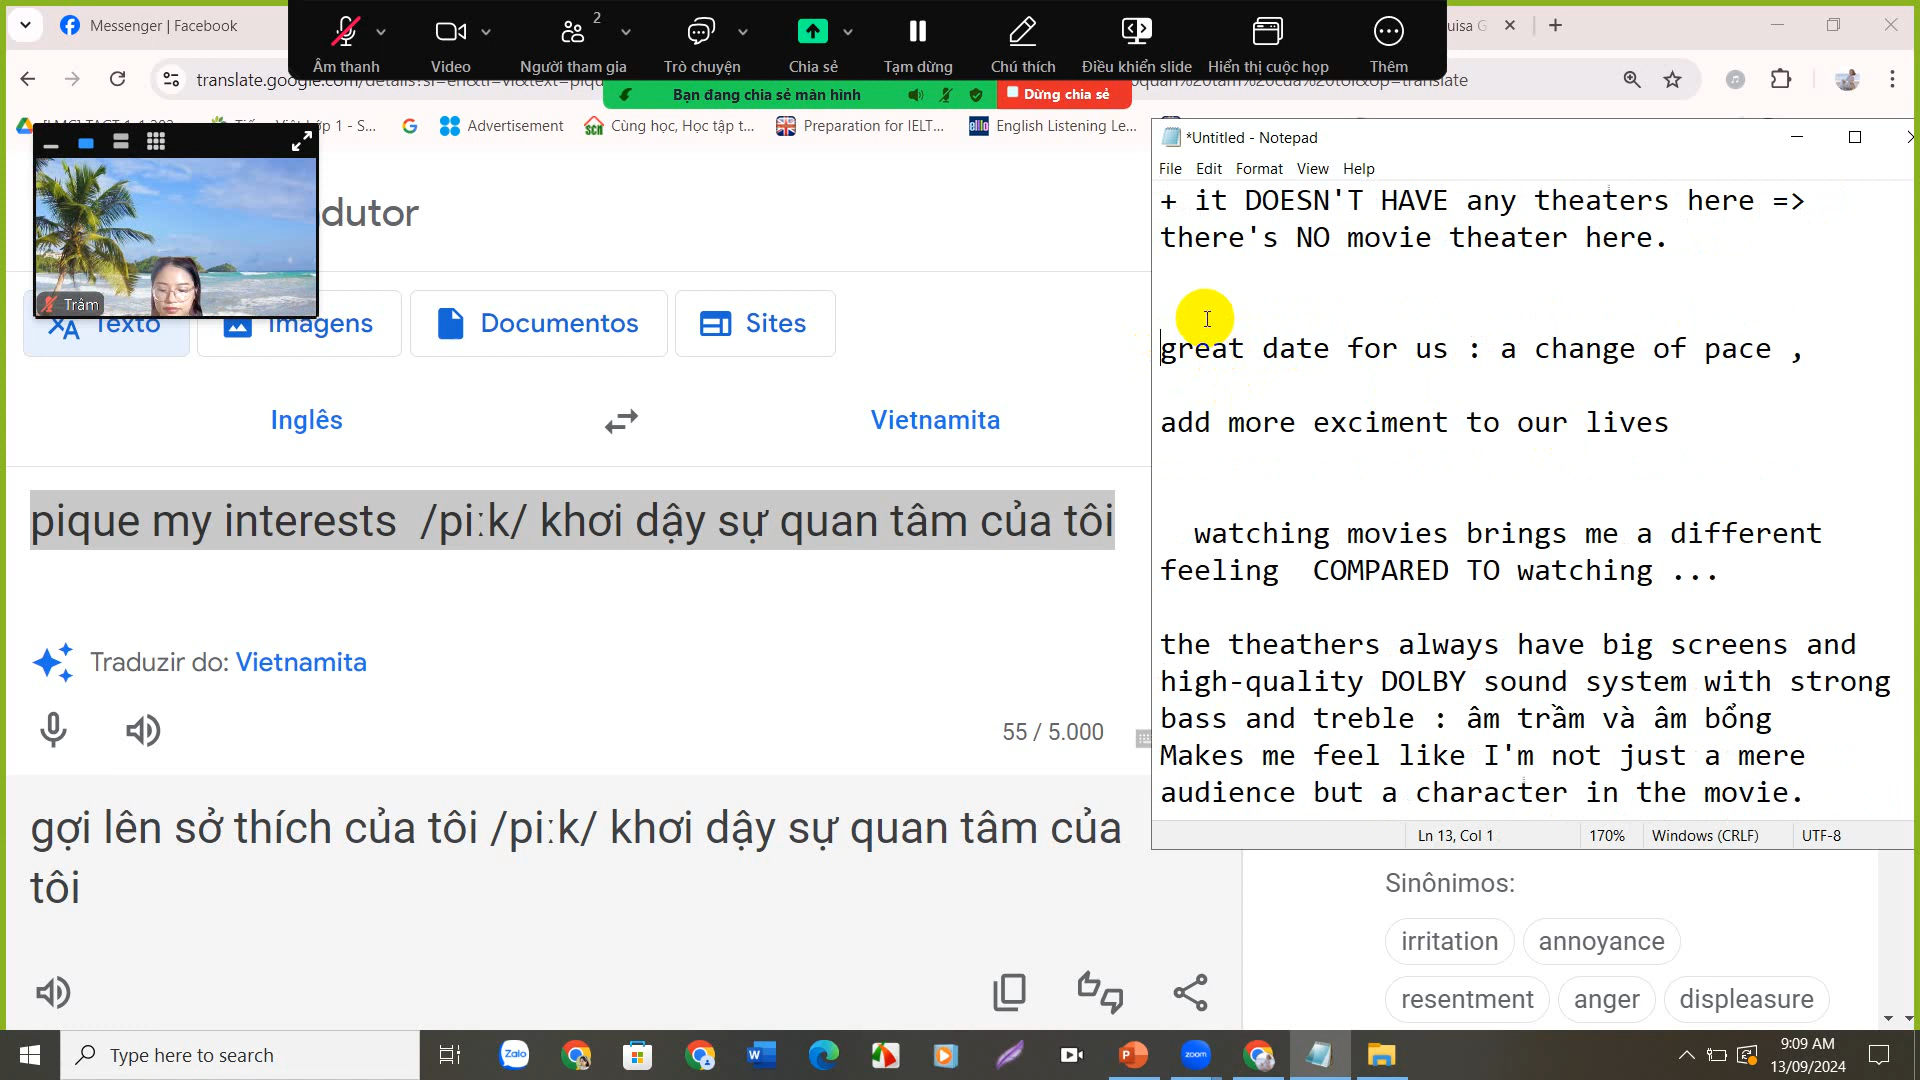 Messenger | Facebook
Âm thanh
Video
2
Người tham gia
Trò chuyện
Chia sẻ
Tạm dừng
Chú thích
Điều khiển slide
Hiển thị cuộc họp
Thêm
Bạn đang chia sẻ màn hình
Dừng chia sẻ
Advertisement
Cùng học, Học tập t...
Preparation for IELT...
English Listening Le...
Trâm
dutor
Texto
Imagens
Documentos
Sites
Inglês
Vietnamita
pique my interests /piːk/ khơi dậy sự quan tâm của tôi
Traduzir do: Vietnamita
55 / 5.000
gợi lên sở thích của tôi /piːk/ khơi dậy sự quan tâm của
tôi
*Untitled - Notepad
File Edit Format View Help
+ it DOESN'T HAVE any theaters here =>
there's NO movie theater here.
great date for us : a change of pace ,
add more exciment to our lives
watching movies brings me a different
feeling COMPARED TO watching ...
the theathers always have big screens and
high-quality DOLBY sound system with strong
bass and treble : âm trầm và âm bổng
Makes me feel like I'm not just a mere
audience but a character in the movie.
Ln 13, Col 1
170%
Windows (CRLF)
UTF-8
Sinônimos:
irritation
annoyance
resentment
anger
displeasure
Type here to search
Zalo
zoom
9:09 AM
13/09/2024